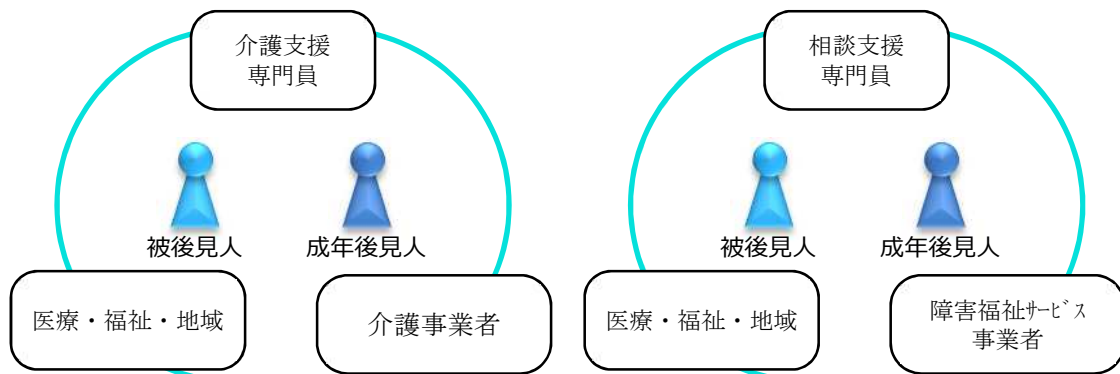 介護支援
専門員
被後見人
成年後見人
医療・福祉・地域
介護事業者
相談支援
専門員
被後見人
成年後見人
医療・福祉・地域
障害福祉ｻｰﾋﾞｽ
事業者